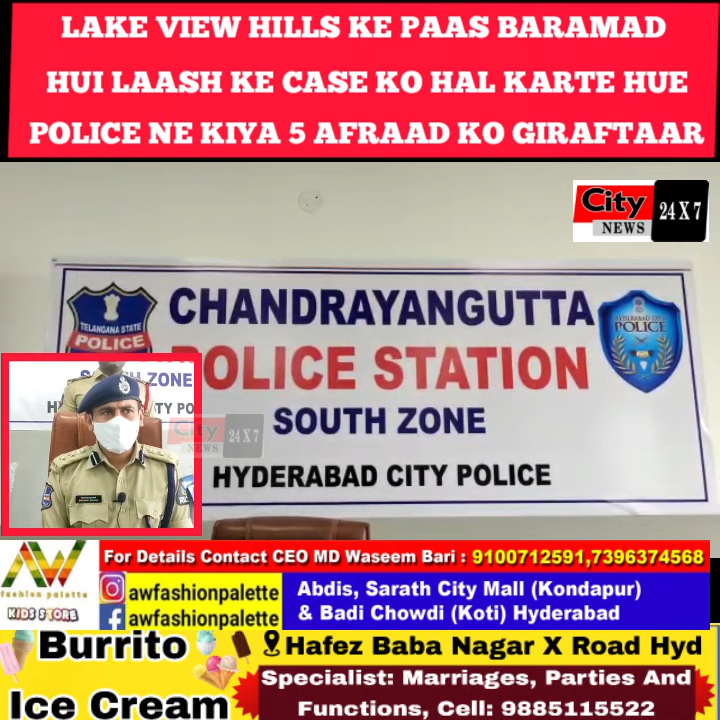 LAKE VIEW HILLS KE PAAS BARAMAD
HUI LAASH KE CASE KO HAL KARTE HUE
POLICE NE KIYA 5 AFRAAD KO GIRAFTAAR
City
NEWS
24 X 7
CHANDRAYANGUTTA
POLICE STATION
SOUTH ZONE
HYDERABAD CITY POLICE
TELANGANA STATE
POLICE
HYDERABAD CITY
POLICE
ZONE
City
NEWS
24 X 7
AW
fashion palette
KIDS STORE
For Details Contact CEO MD Waseem Bari : 9100712591,7396374568
awfashionpalette
awfashionpalette
Abdis, Sarath City Mall (Kondapur)
& Badi Chowdi (Koti) Hyderabad
Burrito
Ice Cream
Hafez Baba Nagar X Road Hyd
Specialist: Marriages, Parties And
Functions, Cell: 9885115522